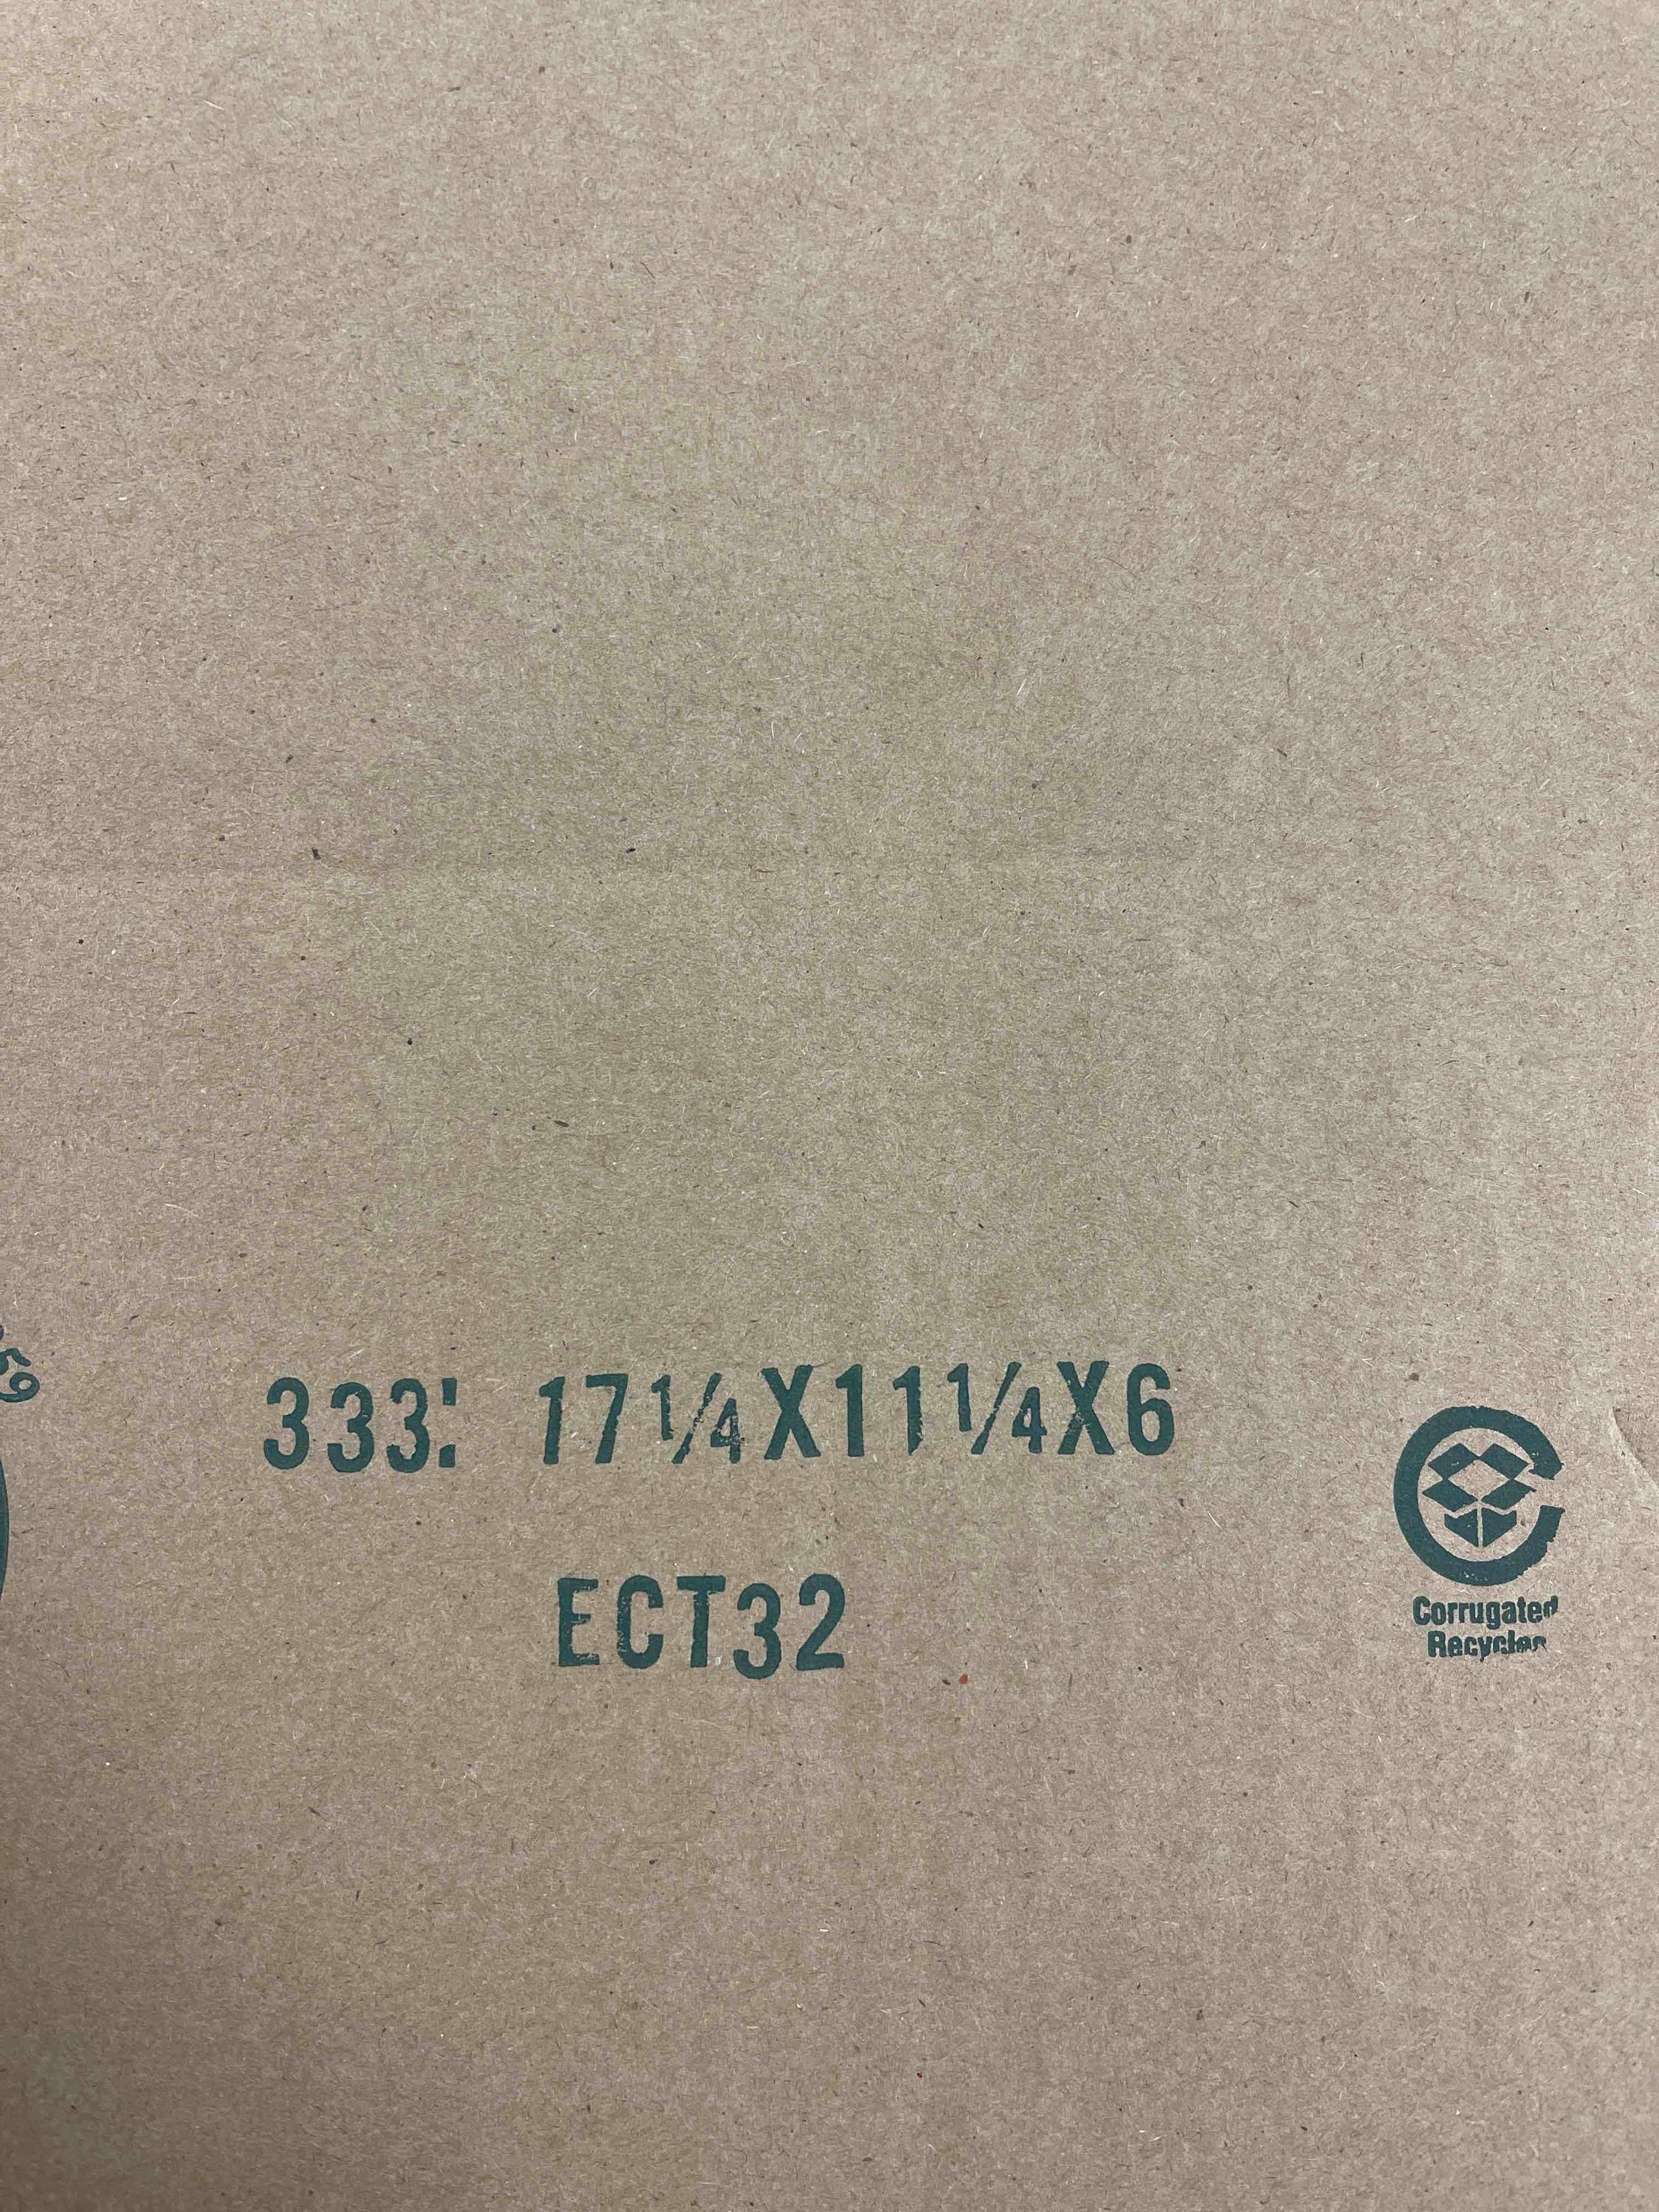 333: 17¼X11¼X6
ECT32
Corrugated
Recycles